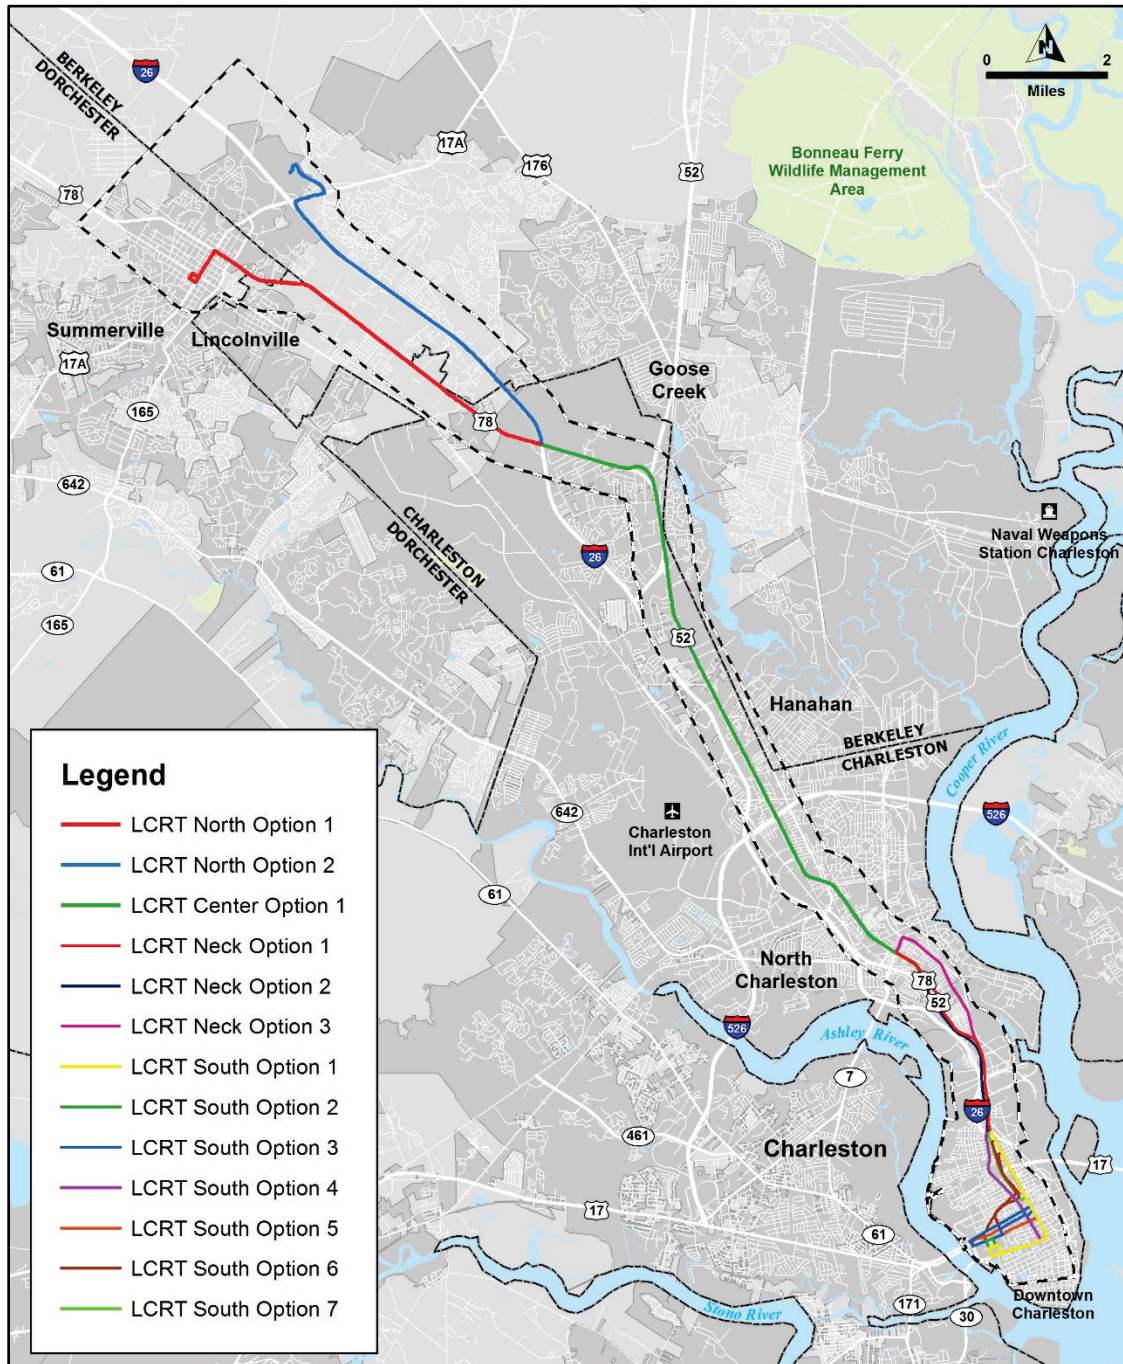 N
0 2
Miles
BERKELEY
DORCHESTER
26
17A
176
52
78
Bonneau Ferry
Wildlife Management
Area
Summerville
Lincolnville
17A
165
Goose
Creek
78
642
CHARLESTON
DORCHESTER
26
Naval Weapons
Station Charleston
61
165
52
Hanahan
BERKELEY
CHARLESTON
Cooper River
642
Charleston
Int'l Airport
526
61
North
Charleston
78
52
526
Ashley River
7
26
461
Charleston
17
17
61
Downtown
Charleston
171
30
Stono River
Legend
LCRT North Option 1
LCRT North Option 2
LCRT Center Option 1
LCRT Neck Option 1
LCRT Neck Option 2
LCRT Neck Option 3
LCRT South Option 1
LCRT South Option 2
LCRT South Option 3
LCRT South Option 4
LCRT South Option 5
LCRT South Option 6
LCRT South Option 7